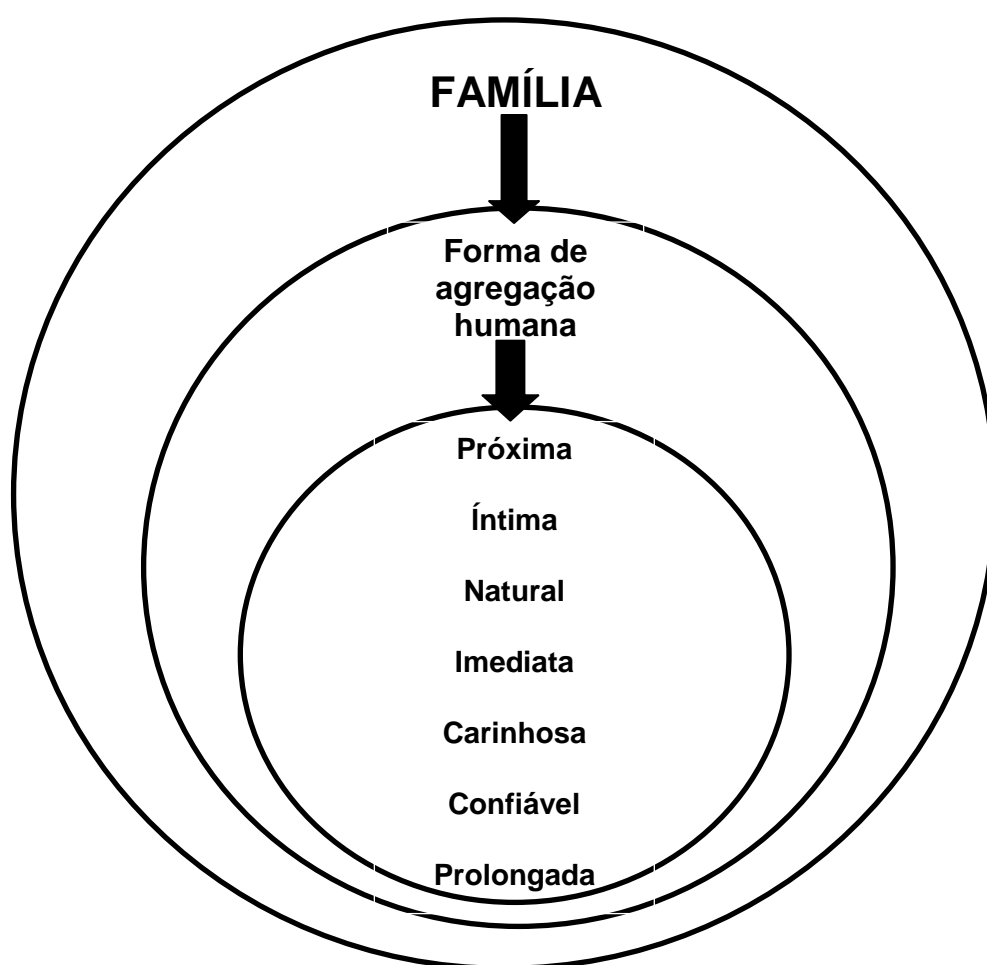 FAMÍLIA
Forma de
agregação
humana
Próxima
Íntima
Natural
Imediata
Carinhosa
Confiável
Prolongada